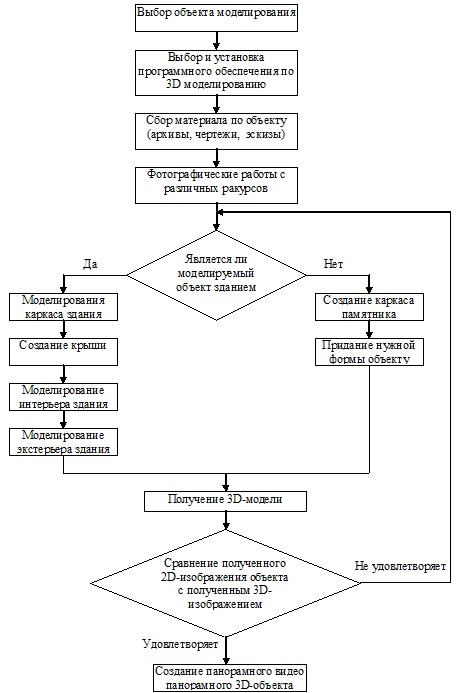 Выбор объекта моделирования
Выбор и установка
программного обеспечения по
3D моделированию
Сбор материала по объекту
(архивы, чертежи, эскизы)
Фотографические работы с
различных ракурсов
Является ли
моделируемый
объект зданием
Да
Нет
Моделирования
каркаса здания
Создание крыши
Моделирование
интерьера здания
Моделирование
экстерьера здания
Создание каркаса
памятника
Придание нужной
формы объекту
Получение 3D-модели
Сравнение полученного
2D-изображения объекта
с полученным 3D-
изображением
Не удовлетворяет
Удовлетворяет
Создание панорамного видео
панорамного 3D-объекта